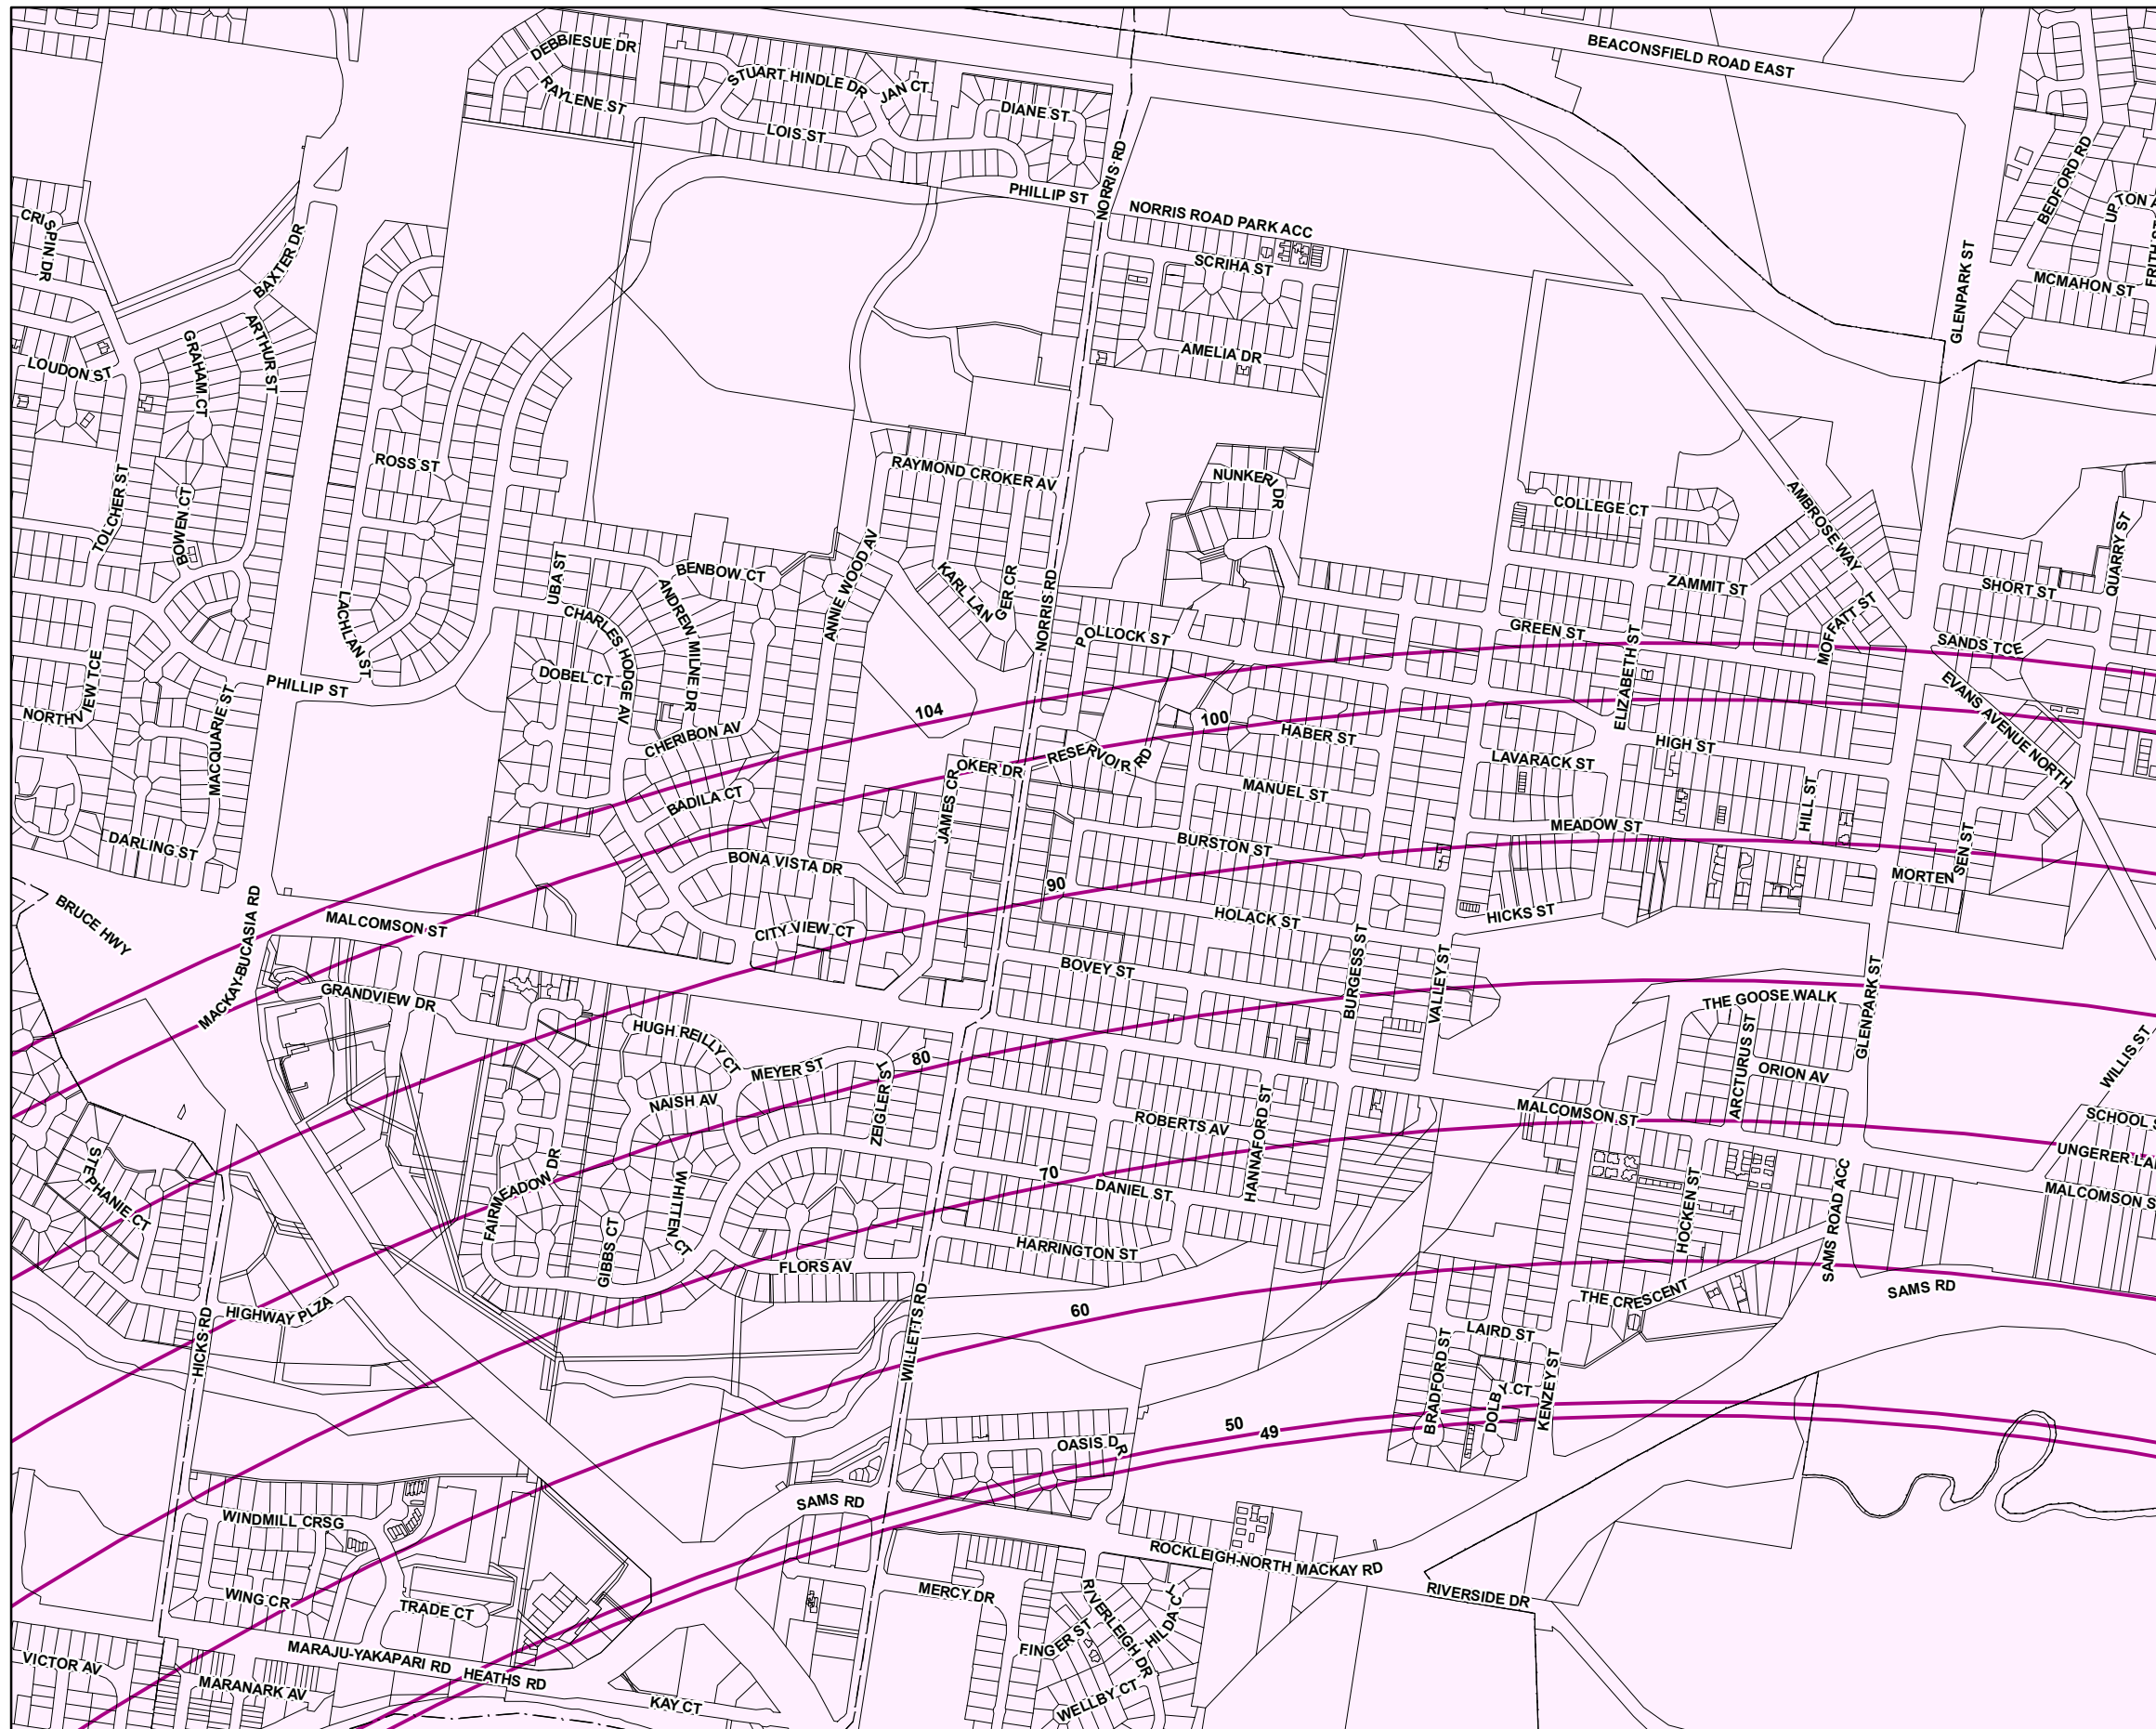 DEBBIESUE DR
RAYLENE ST
STUART HINDLE DR
JAN CT
LOIS ST
DIANE ST
BEACONSFIELD ROAD EAST
BEDFORD RD
PHILLIP ST
NORRIS RD
NORRIS ROAD PARK ACC
SCRIHA ST
AMELIA DR
GLENPARK ST
MCMAHON ST
CRISPIN DR
BAXTER DR
LOUDON ST
GRAHAM CT
ARTHUR ST
TOLCHER ST
BOWEN CT
ROSS ST
RAYMOND CROKER AV
NUNKERI DR
COLLEGE CT
AMBROSE WAY
QUARRY ST
UBA ST
BENBOW CT
ANNIE WOOD AV
KARL LANGER CR
NORRIS RD
ZAMMIT ST
SHORT ST
LACHLAN ST
CHARLES HODGE AV
ANDREW MILNE DR
POLLOCK ST
GREEN ST
ELIZABETH ST
MOFFAT ST
SANDS TCE
NORTHVIEW TCE
PHILLIP ST
MACQUARIE ST
DOBEL CT
CHERIBON AV
104
100
HABER ST
HIGH ST
EVANS AVENUE NORTH
RESERVOIR RD
OKER DR
JAMES CR
LAVARACK ST
BADILA CT
MANUEL ST
HILL ST
MEADOW ST
DARLING ST
BONA VISTA DR
BURSTON ST
MORTENSEN ST
90
BRUCE HWY
MACKAY-BUCASIA RD
MALCOMSON ST
CITY VIEW CT
HOLACK ST
HICKS ST
BOVEY ST
BURGESS ST
VALLEY ST
GLENPARK ST
GRANDVIEW DR
THE GOOSE WALK
ARCTURUS ST
ORION AV
HUGH REILLY CT
MEYER ST
80
ZEIGLER ST
NAISH AV
ROBERTS AV
HANNAFORD ST
MALCOMSON ST
WILLIS ST
STEPHANIE CT
FAIRMEADOW DR
GIBBS CT
WHITTEN CT
70
DANIEL ST
HOCKEN ST
SAMS ROAD ACC
FLORS AV
HARRINGTON ST
SAMS RD
THE CRESCENT
HICKS RD
HIGHWAY PLZA
WILLETTS RD
60
LAIRD ST
BRADFORD ST
DOLBY CT
KENZEY ST
50
49
OASIS DR
SAMS RD
WINDMILL CRSG
ROCKLEIGH-NORTH MACKAY RD
RIVERSIDE DR
WING CR
TRADE CT
MERCY DR
RIVERLEIGH DR
HILDA CT
FINGER ST
MARAJU-YAKAPARI RD
HEATHS RD
VICTOR AV
MARANARK AV
KAY CT
WELLBY CT